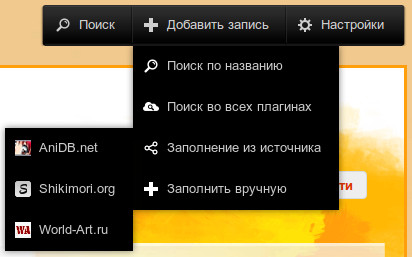 Поиск
Добавить запись
Настройки
Поиск по названию
Поиск во всех плагинах
Заполнение из источника
Заполнить вручную
AniDB.net
Shikimori.org
World-Art.ru